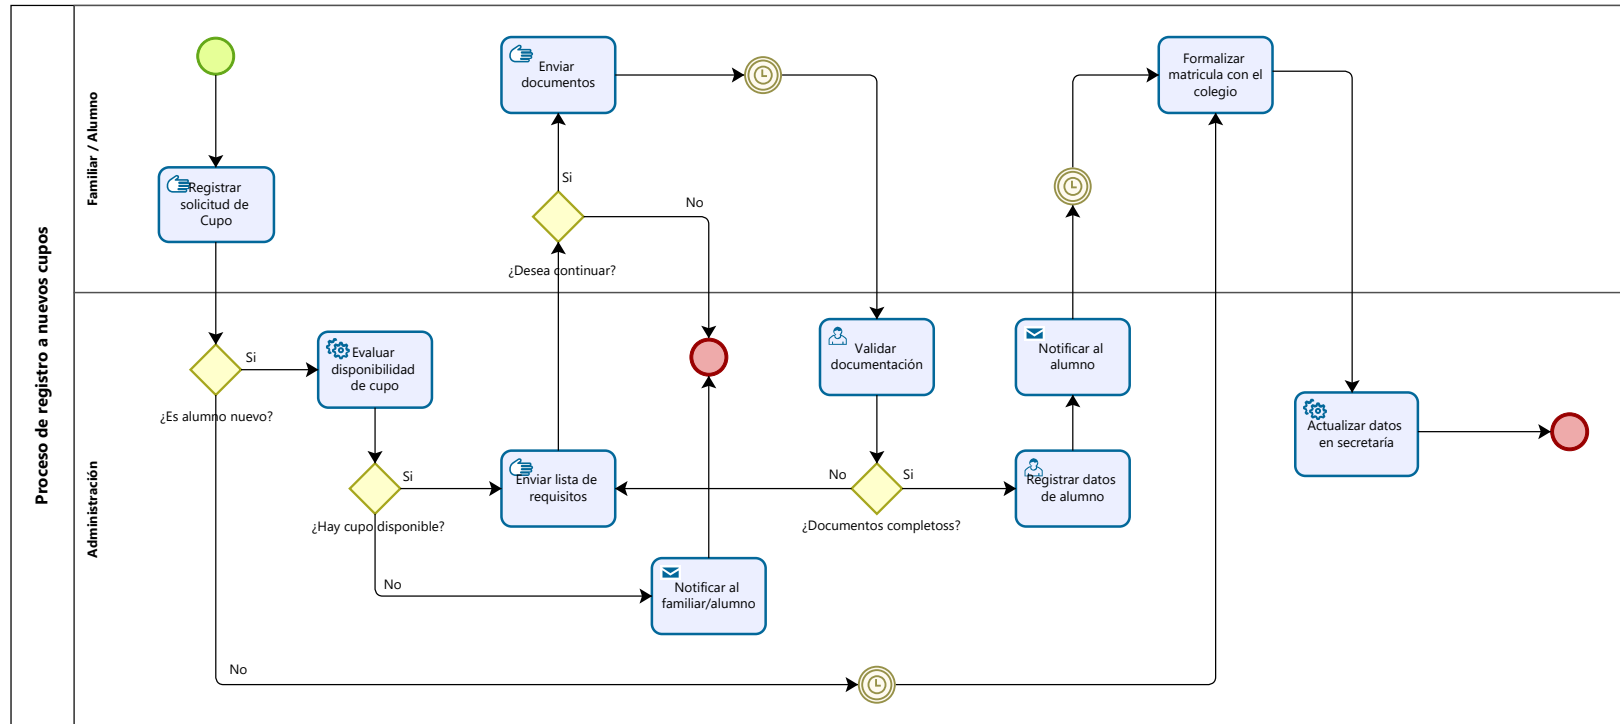 Proceso de registro a nuevos cupos
Familiar / Alumno
Administración
Registrar
solicitud de
Cupo
¿Es alumno nuevo?
Si
No
Evaluar
disponibilidad
de cupo
¿Hay cupo disponible?
Si
No
Enviar lista de
requisitos
Notificar al
familiar/alumno
¿Desea continuar?
Si
No
Enviar
documentos
Validar
documentación
¿Documentos completoss?
No
Si
Registrar datos
de alumno
Notificar al
alumno
Formalizar
matricula con el
colegio
Actualizar datos
en secretaría